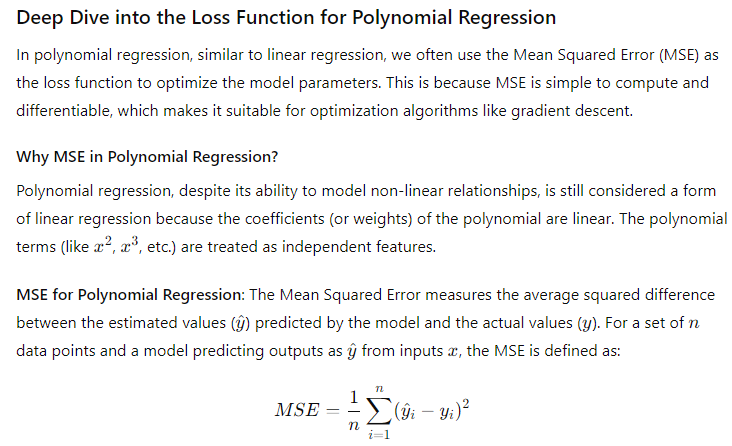 Deep Dive into the Loss Function for Polynomial Regression
In polynomial regression, similar to linear regression, we often use the Mean Squared Error (MSE) as
the loss function to optimize the model parameters. This is because MSE is simple to compute and
differentiable, which makes it suitable for optimization algorithms like gradient descent.
Why MSE in Polynomial Regression?
Polynomial regression, despite its ability to model non-linear relationships, is still considered a form
of linear regression because the coefficients (or weights) of the polynomial are linear. The polynomial
terms (like x², x³, etc.) are treated as independent features.
MSE for Polynomial Regression: The Mean Squared Error measures the average squared difference
between the estimated values (ŷ) predicted by the model and the actual values (y). For a set of n
data points and a model predicting outputs as ŷ from inputs x, the MSE is defined as:
MSE = \frac{1}{n} \sum_{i=1}^{n} (ŷ_i − y_i)²